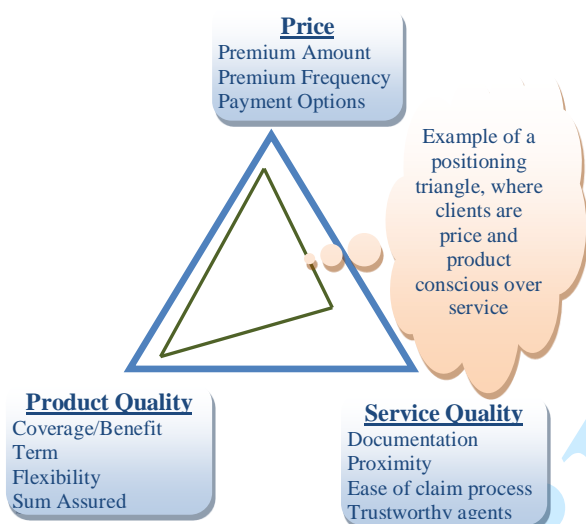 Price
Premium Amount
Premium Frequency
Payment Options
Example of a
positioning
triangle, where
clients are
price and
product
conscious over
service
Product Quality
Coverage/Benefit
Term
Flexibility
Sum Assured
Service Quality
Documentation
Proximity
Ease of claim process
Trustworthy agents